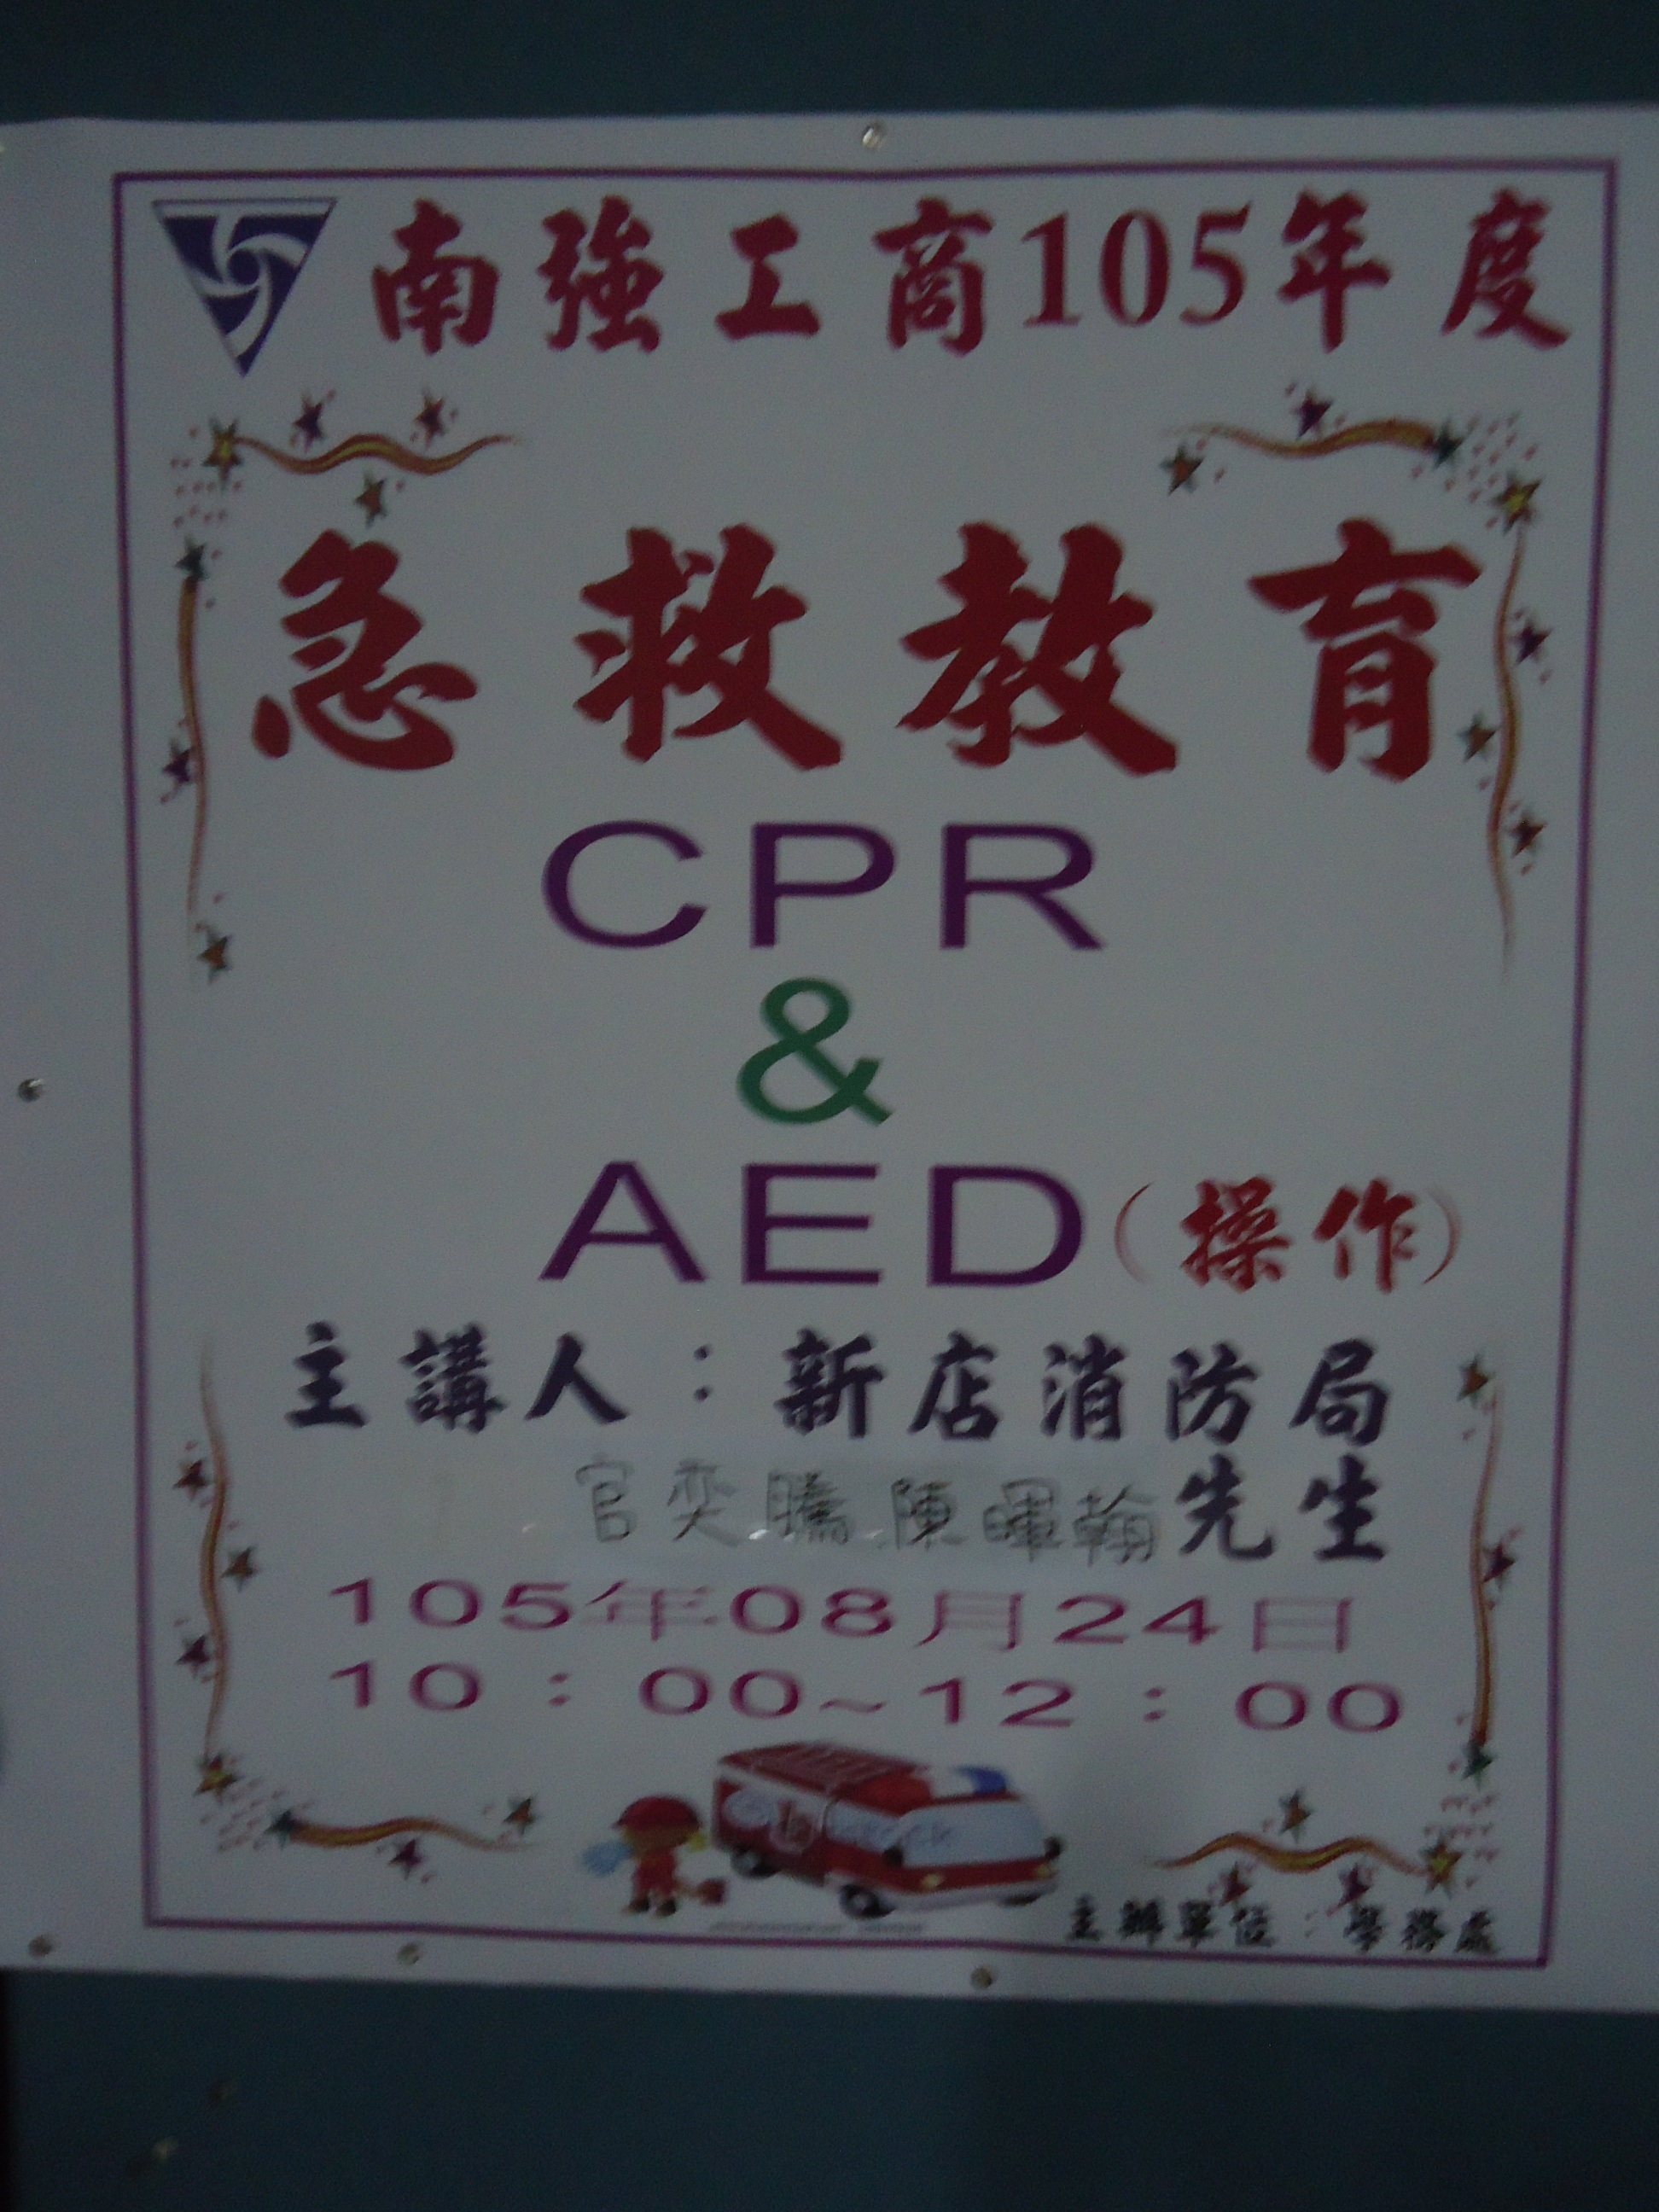 南強工商105年度
急救教育
CPR
&
AED(操作)
主講人：新店消防局
官奕騰 陳暉翰先生
105年08月24日
10：00~12：00
主辦單位：學務處